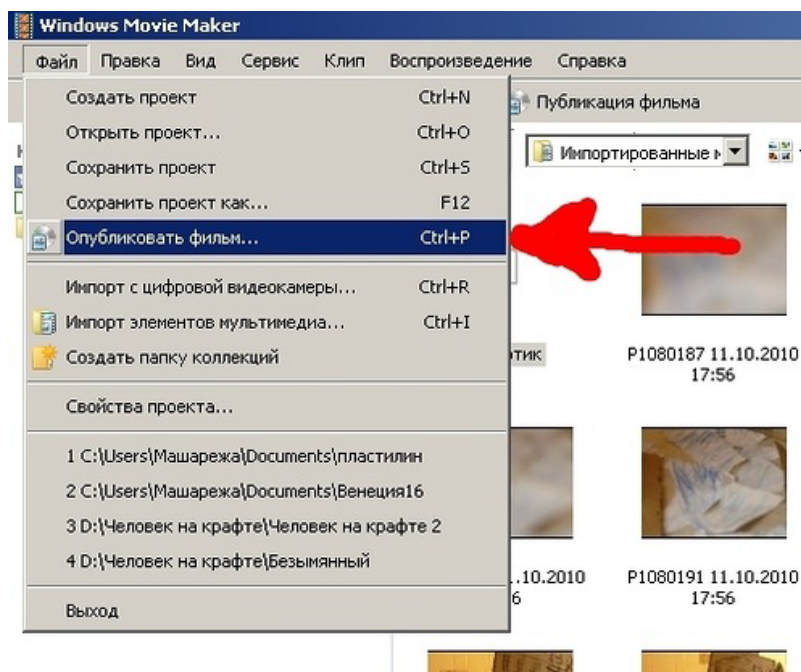 Windows Movie Maker
Файл Правка Вид Сервис Клип Воспроизведение Справка
Создать проект Ctrl+N
Публикация фильма
Открыть проект... Ctrl+O
Импортированные
Сохранить проект Ctrl+S
Сохранить проект как... F12
Опубликовать фильм... Ctrl+P
Импорт с цифровой видеокамеры... Ctrl+R
Импорт элементов мультимедиа... Ctrl+I
Создать папку коллекций
тик
P1080187 11.10.2010
17:56
Свойства проекта...
1 C:\Users\Машарежа\Documents\пластилин
2 C:\Users\Машарежа\Documents\Венеция16
3 D:\Человек на крафте\Человек на крафте 2
4 D:\Человек на крафте\Безымянный
.10.2010
6
P1080191 11.10.2010
17:56
Выход